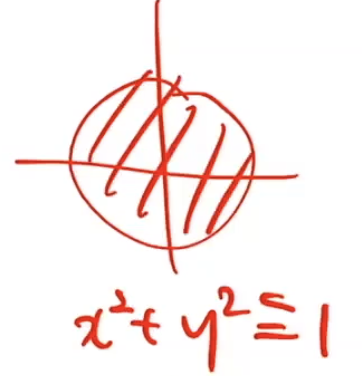 x² + y² ≤ 1